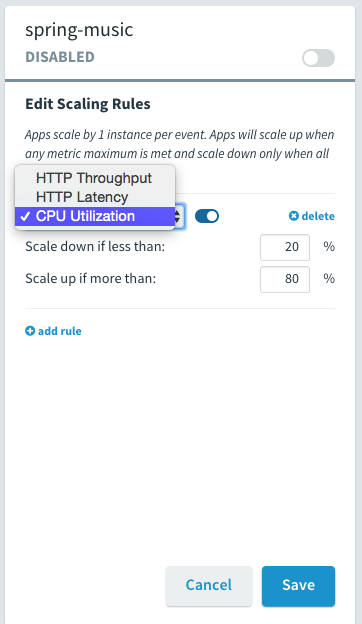 spring-music
DISABLED
Edit Scaling Rules
Apps scale by 1 instance per event. Apps will scale up when
any metric maximum is met and scale down only when all
HTTP Throughput
HTTP Latency
✓ CPU Utilization
delete
Scale down if less than:
20 %
Scale up if more than:
80 %
add rule
Cancel
Save